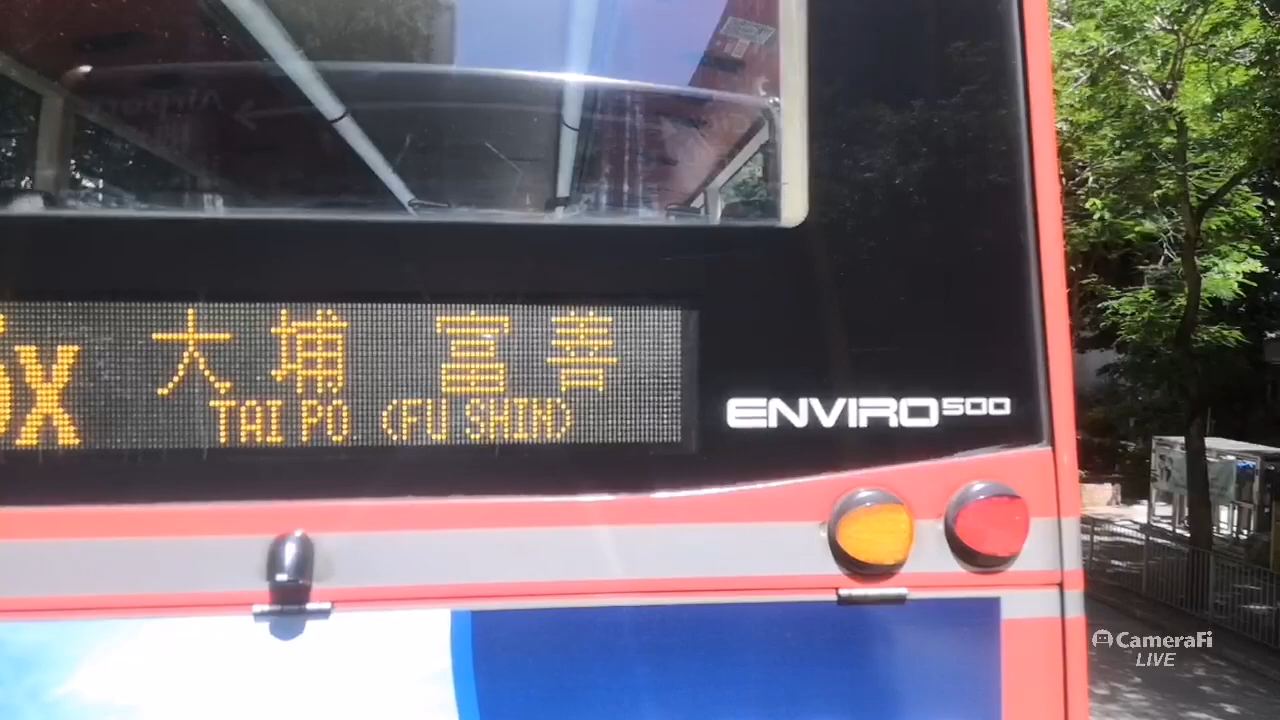 X 大埔 富善
TAI PO (FU SHIN)
ENVIRO500
CameraFi
LIVE